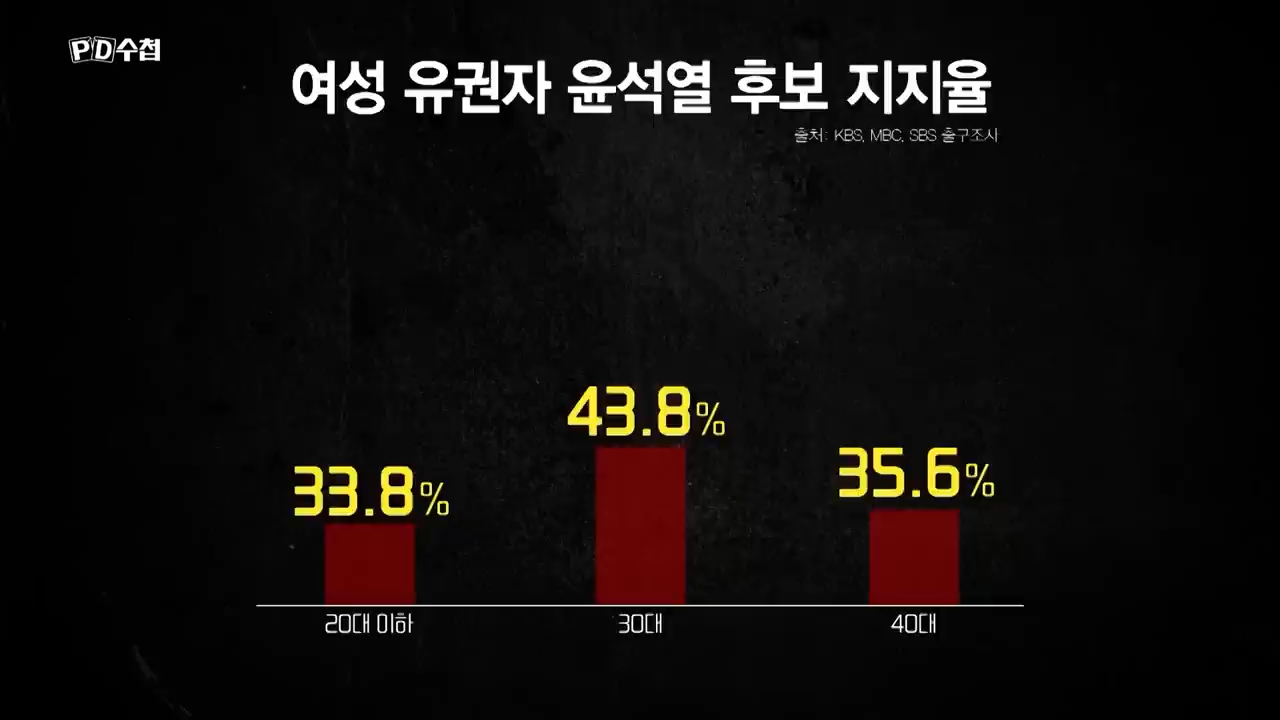 PD수첩
여성 유권자 윤석열 후보 지지율
출처: KBS, MBC, SBS 출구조사
33.8% 43.8% 35.6%
20대 이하 30대 40대